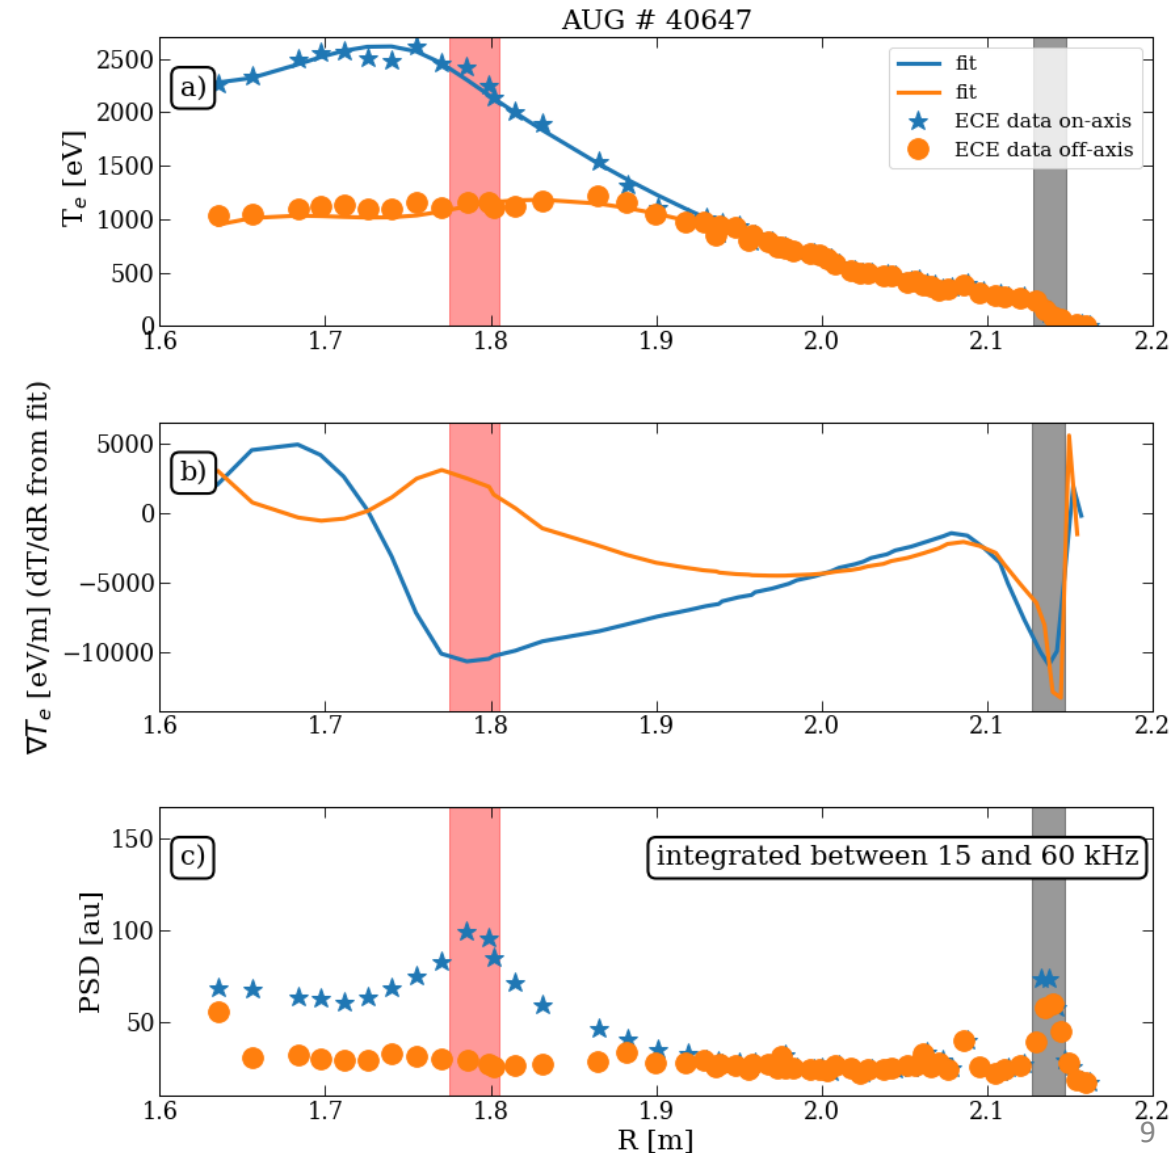 AUG # 40647
a)
T_e [eV]
2500
2000
1500
1000
500
0
fit
fit
ECE data on-axis
ECE data off-axis
1.6 1.7 1.8 1.9 2.0 2.1 2.2
b)
∇T_e [eV/m] (dT/dR from fit)
5000
0
−5000
−10000
1.6 1.7 1.8 1.9 2.0 2.1 2.2
c)
integrated between 15 and 60 kHz
PSD [au]
150
100
50
1.6 1.7 1.8 1.9 2.0 2.1 2.2
R [m]
9